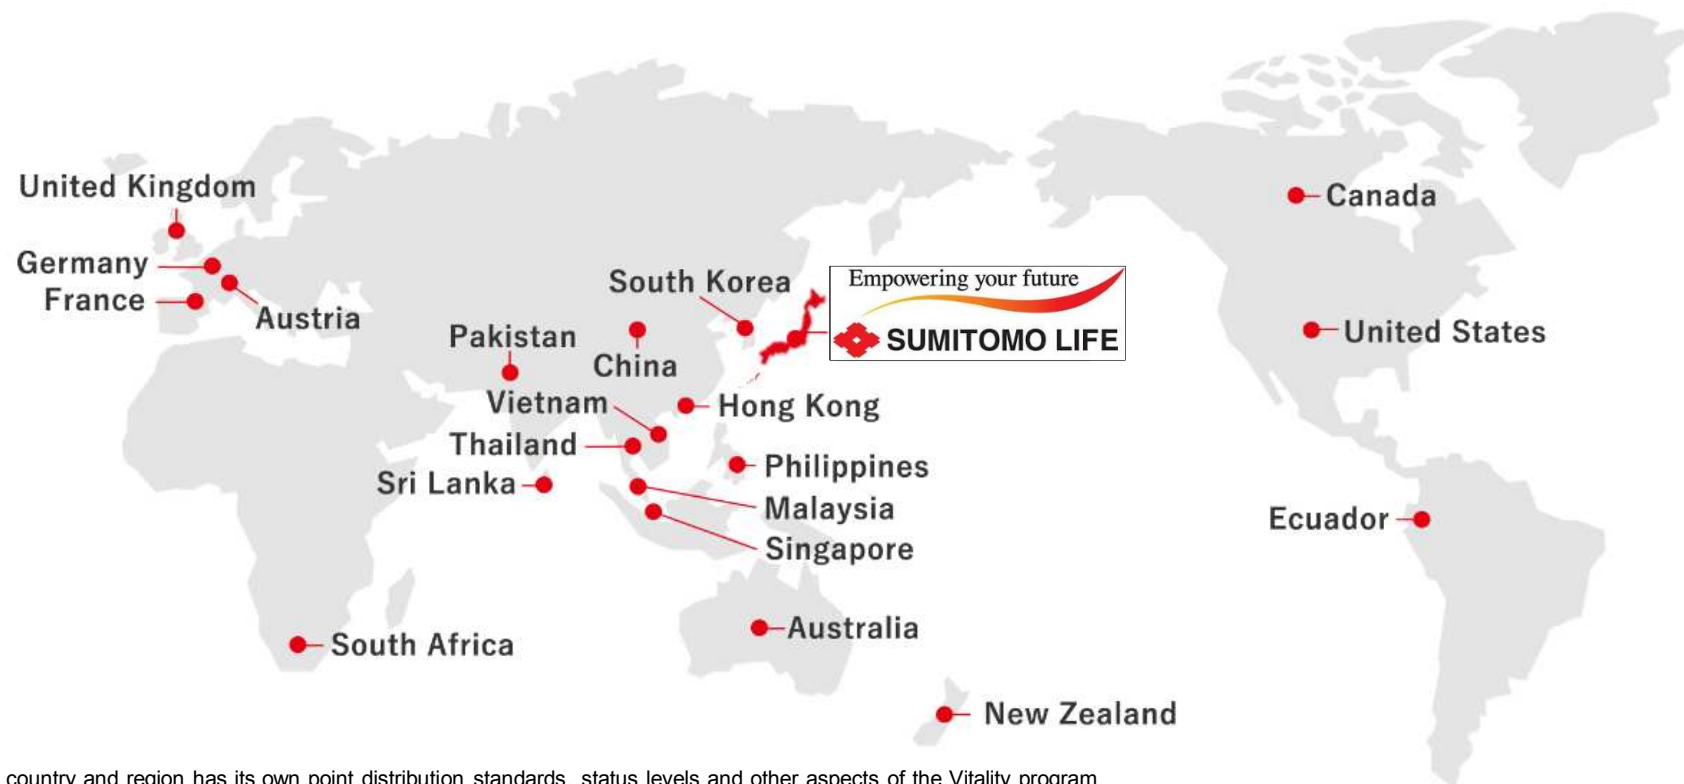 United Kingdom
Canada
Germany
South Korea
Empowering your future
France
Austria
SUMITOMO LIFE
United States
Pakistan
China
Vietnam
Hong Kong
Thailand
Philippines
Sri Lanka
Malaysia
Ecuador
Singapore
Australia
South Africa
New Zealand
country and region has its own point distribution standards, status levels and other aspects of the Vitality program